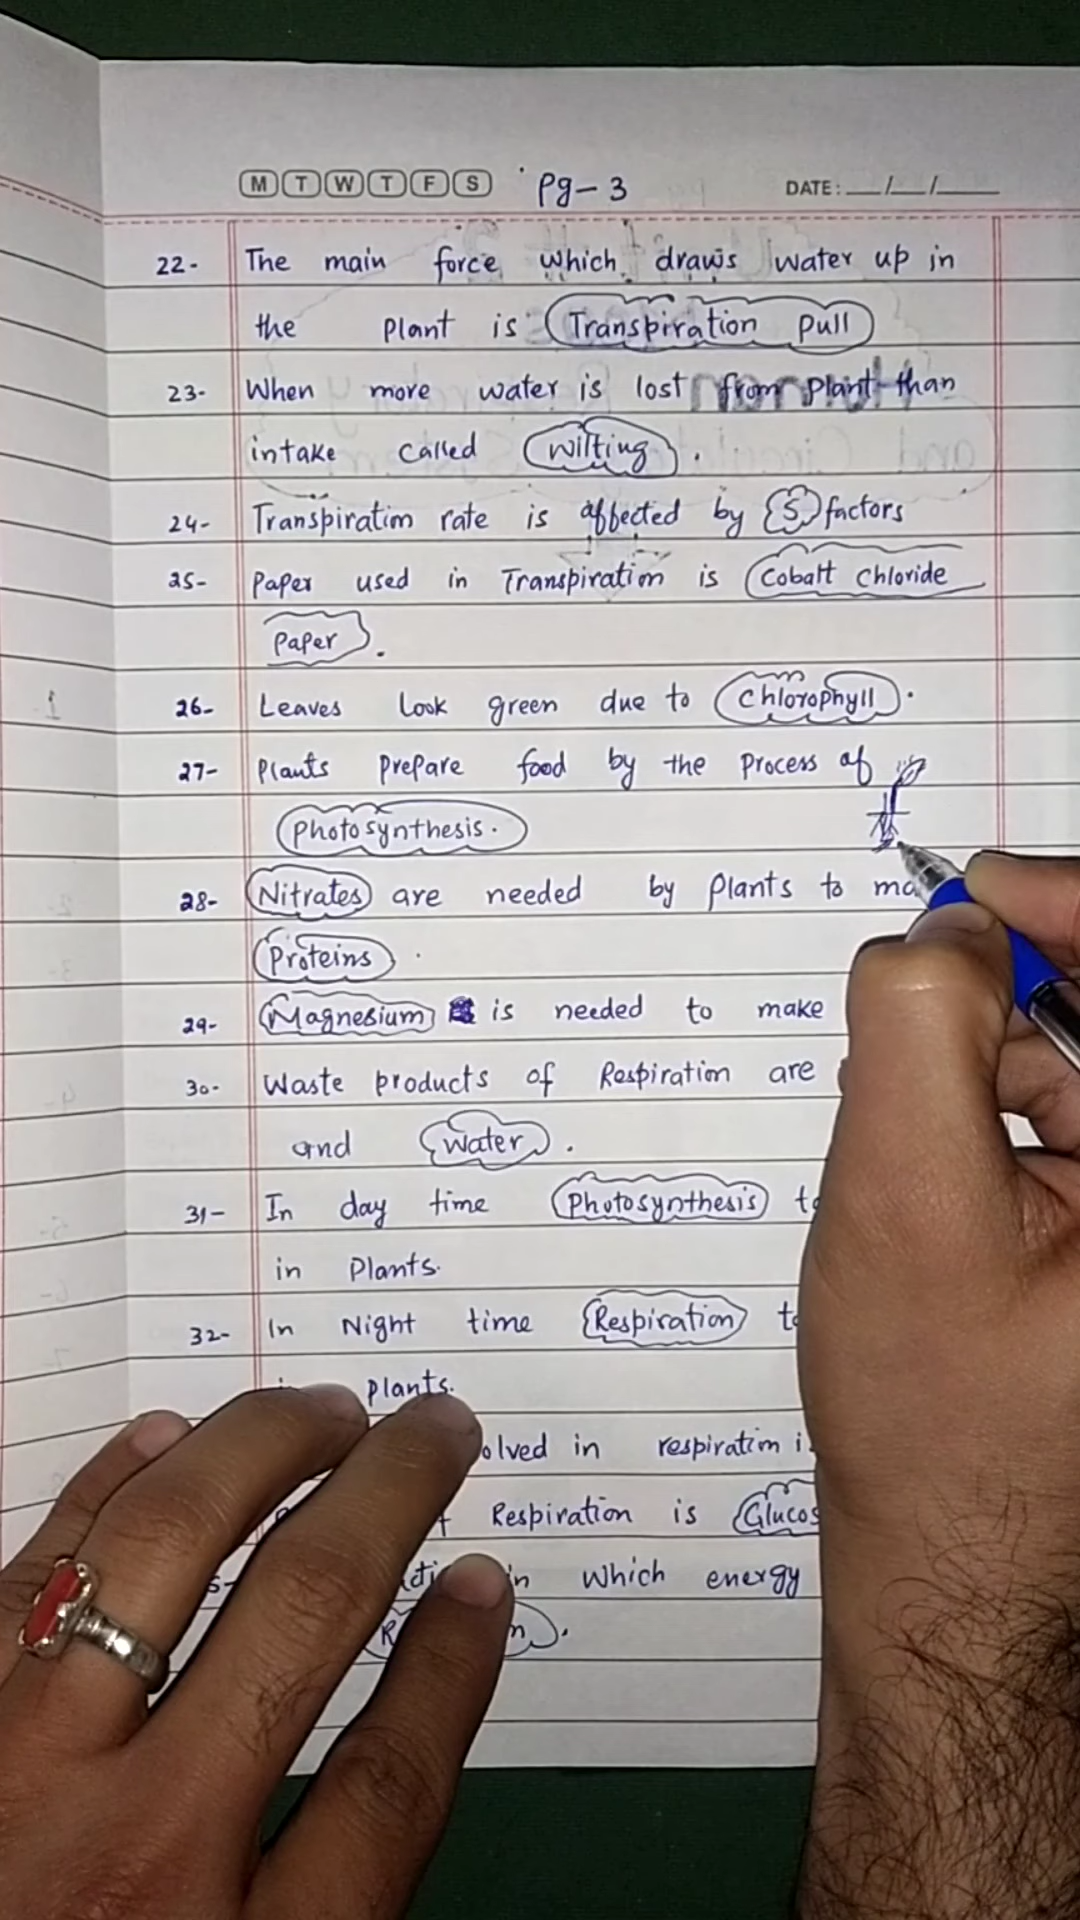 M T W T F S Pg-3 DATE: __/__/____
22- The main force which draws water up in
the plant is Transpiration pull
23- When more water is lost from plant than
intake called wilting.
24- Transpiration rate is affected by 5 factors
25- Paper used in Transpiration is Cobalt chloride
paper.
26- Leaves look green due to Chlorophyll.
27- Plants prepare food by the process of
Photosynthesis.
28- Nitrates are needed by plants to
Proteins.
29- Magnesium is needed to make
30- Waste products of Respiration are
and water.
31- In day time Photosynthesis
in Plants.
32- In Night time Respiration
plants.
in respiration
Respiration is
in which energy